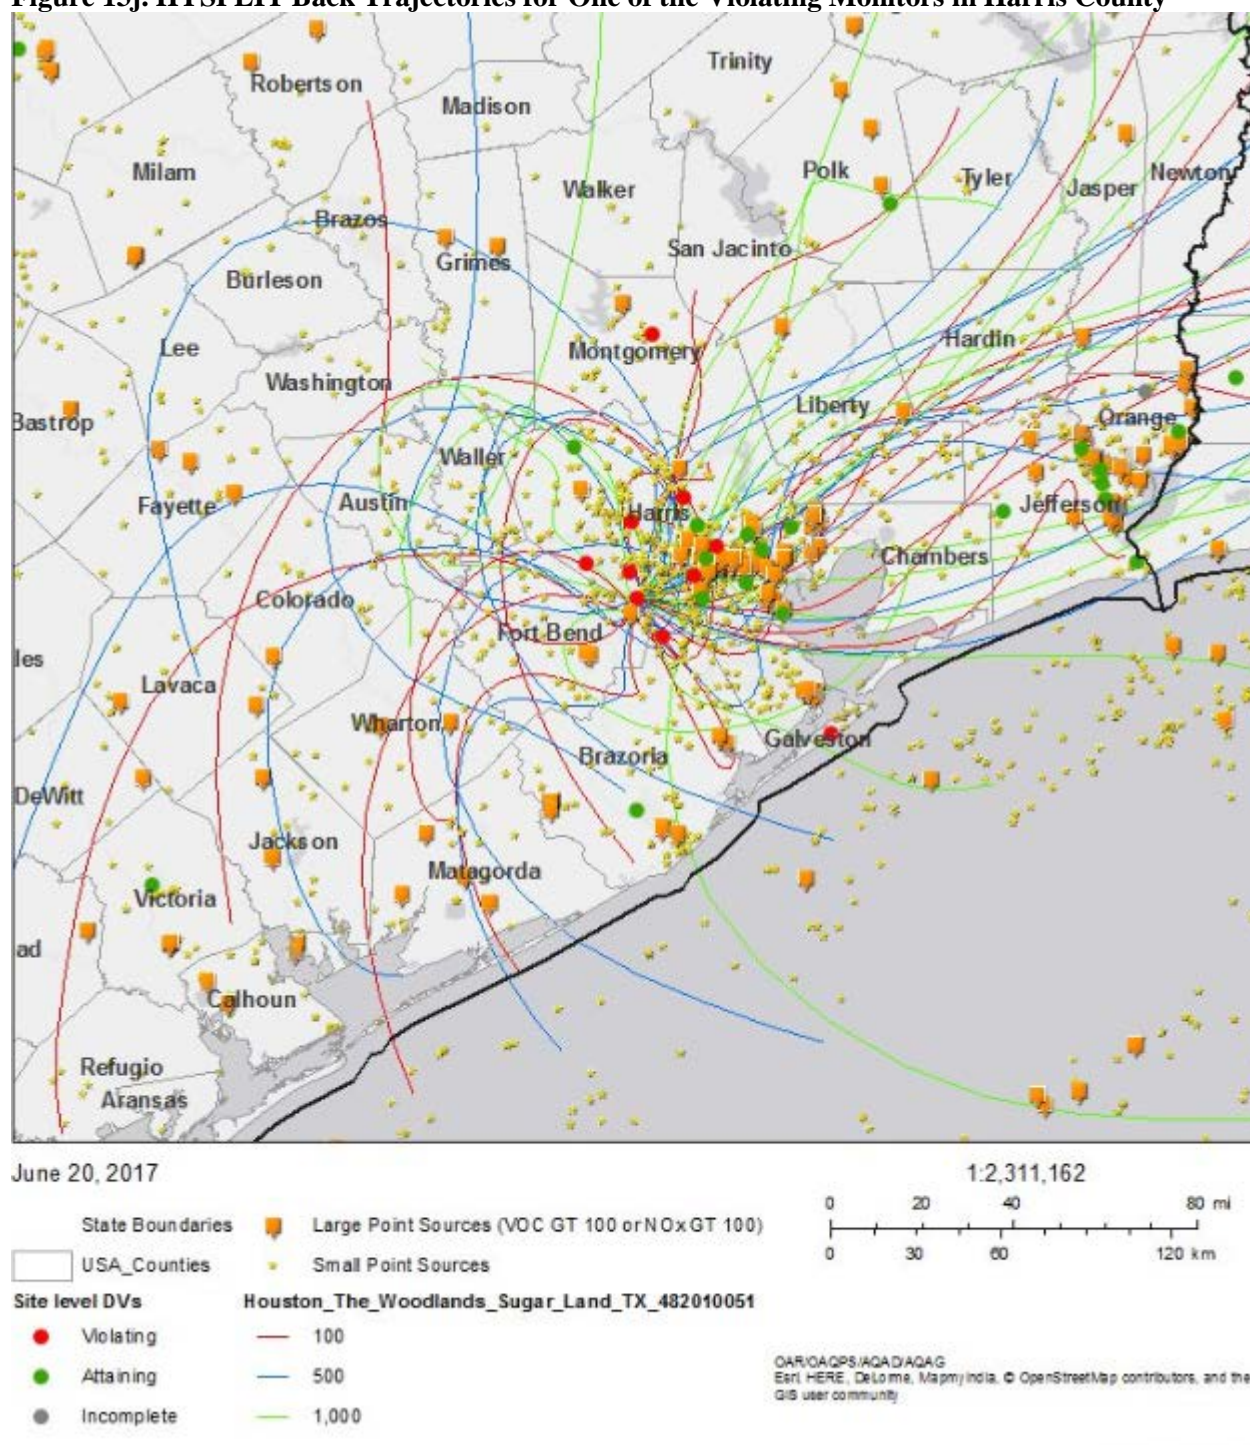 Figure 13j. HYSPLIT Back Trajectories for One of the Violating Monitors in Harris County
Trinity
Robertson
Madison
Milam
Polk
Tyler
Newton
Jasper
Walker
Brazos
San Jacinto
Grimes
Burleson
Hardin
Lee
Montgomery
Washington
Liberty
Orange
Bastrop
Waller
Austin
Fayette
Harris
Jefferson
Chambers
Colorado
Fort Bend
les
Lavaca
Wharton
Galveston
Brazoria
DeWitt
Jackson
Matagorda
Victoria
ad
Calhoun
Refugio
Aransas
June 20, 2017
1:2,311,162
0 20 40 80 mi
0 30 60 120 km
State Boundaries
Large Point Sources (VOC GT 100 or NOx GT 100)
USA_Counties
Small Point Sources
Site level DVs
Houston_The_Woodlands_Sugar_Land_TX_482010051
Violating
100
Attaining
500
Incomplete
1,000
OAR/OAQPS/AQAD/AQAG
Esri, HERE, DeLorme, MapmyIndia, © OpenStreetMap contributors, and the
GIS user community